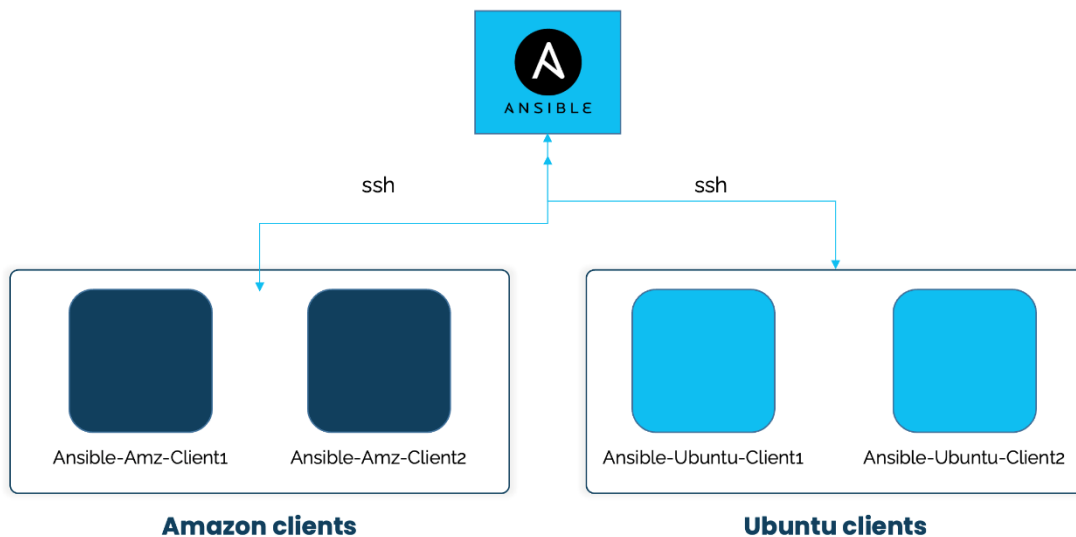 ANSIBLE
ssh
ssh
Ansible-Amz-Client1
Ansible-Amz-Client2
Ansible-Ubuntu-Client1
Ansible-Ubuntu-Client2
Amazon clients
Ubuntu clients